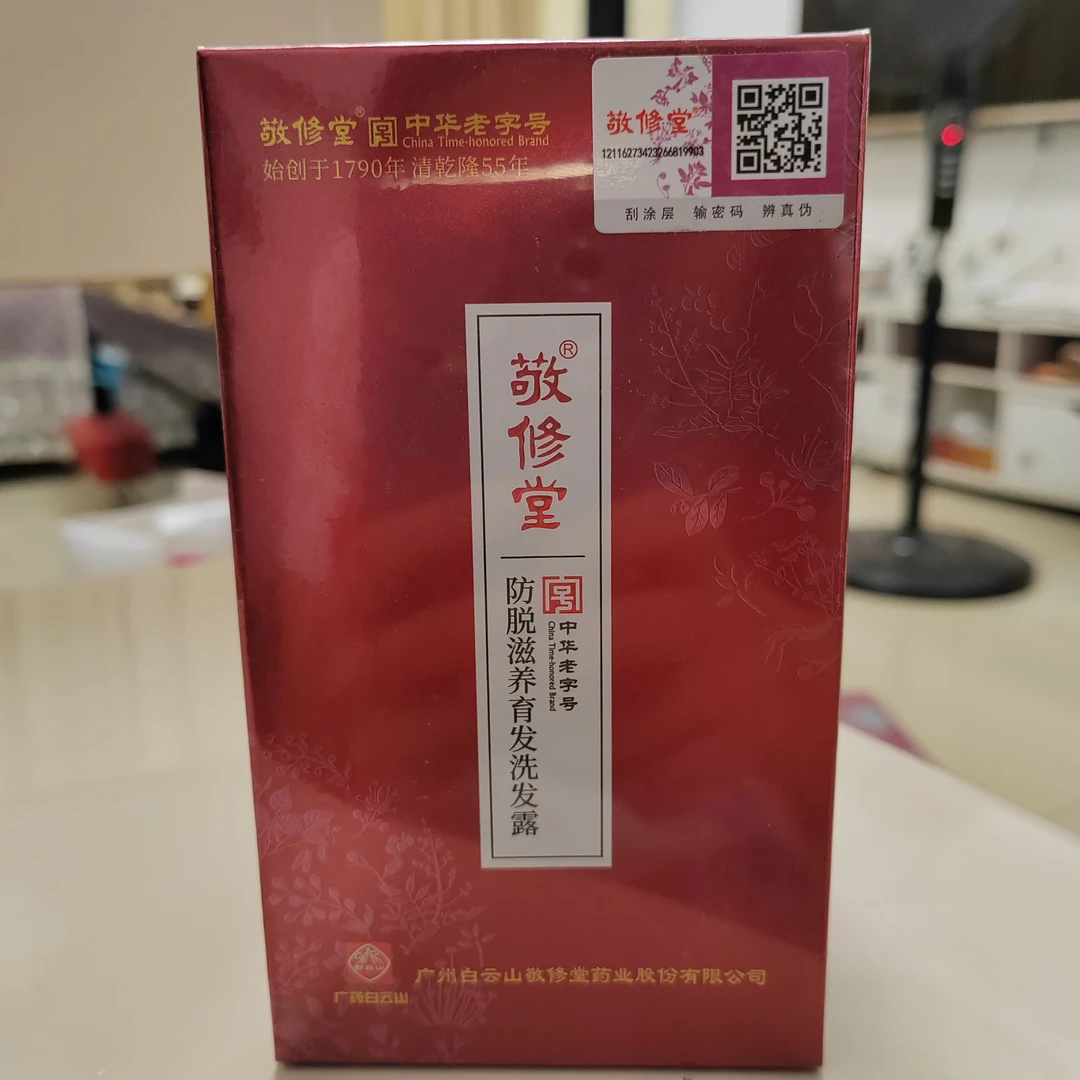 敬修堂® 中华老字号
China Time-honored Brand
始创于1790年 清乾隆55年
敬修堂®
12116273423266819903
刮涂层 输密码 辨真伪
敬修堂®
防脱滋养育发洗发露
中华老字号
China Time-honored Brand
广药白云山
广州白云山敬修堂药业股份有限公司